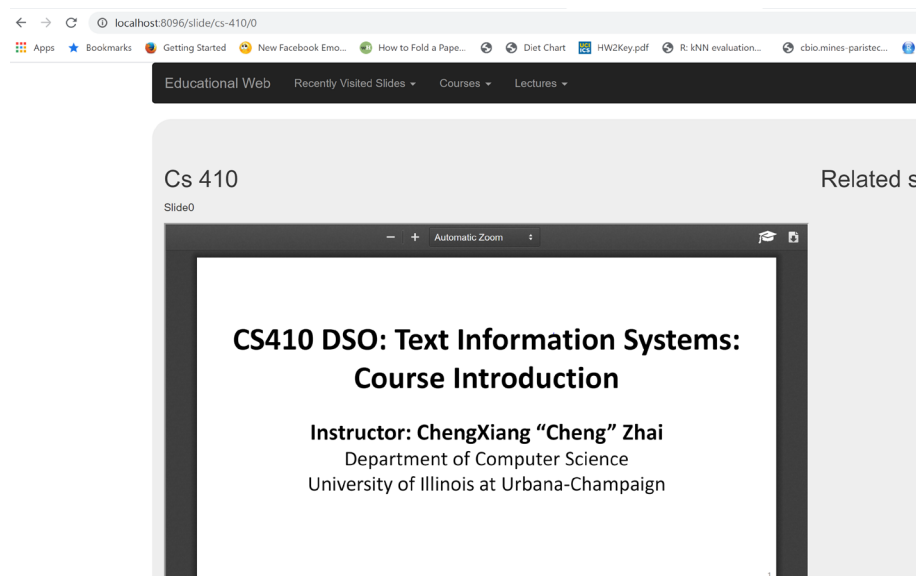 localhost:8096/slide/cs-410/0
Apps Bookmarks Getting Started New Facebook Emo... How to Fold a Pape... Diet Chart UCI ICS HW2Key.pdf R: kNN evaluation... cbio.mines-paristec...
Educational Web Recently Visited Slides Courses Lectures
Cs 410
Related s
Slide0
Automatic Zoom
CS410 DSO: Text Information Systems:
Course Introduction
Instructor: ChengXiang “Cheng” Zhai
Department of Computer Science
University of Illinois at Urbana-Champaign
1